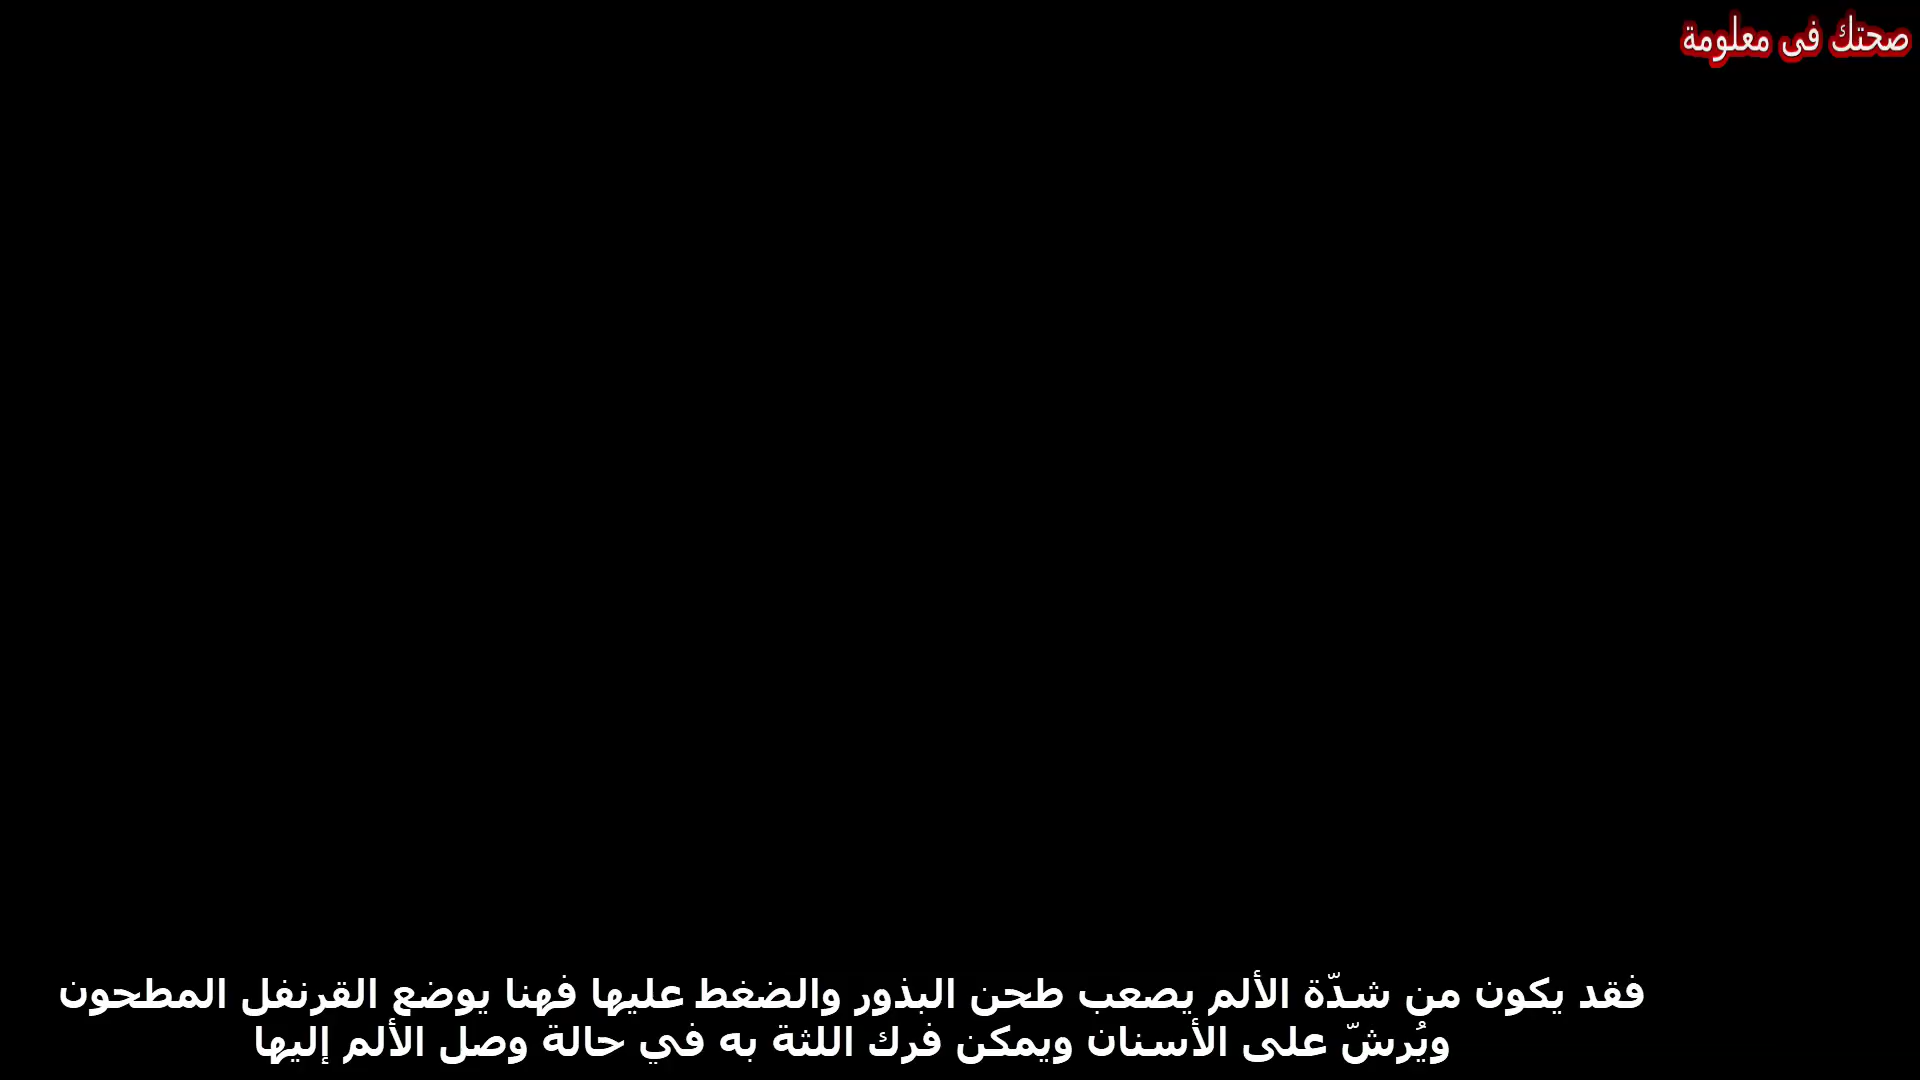 صحتك فى معلومة
فقد يكون من شدّة الألم يصعب طحن البذور والضغط عليها فهنا يوضع القرنفل المطحون
ويُرشّ على الأسنان ويمكن فرك اللثة به في حالة وصل الألم إليها